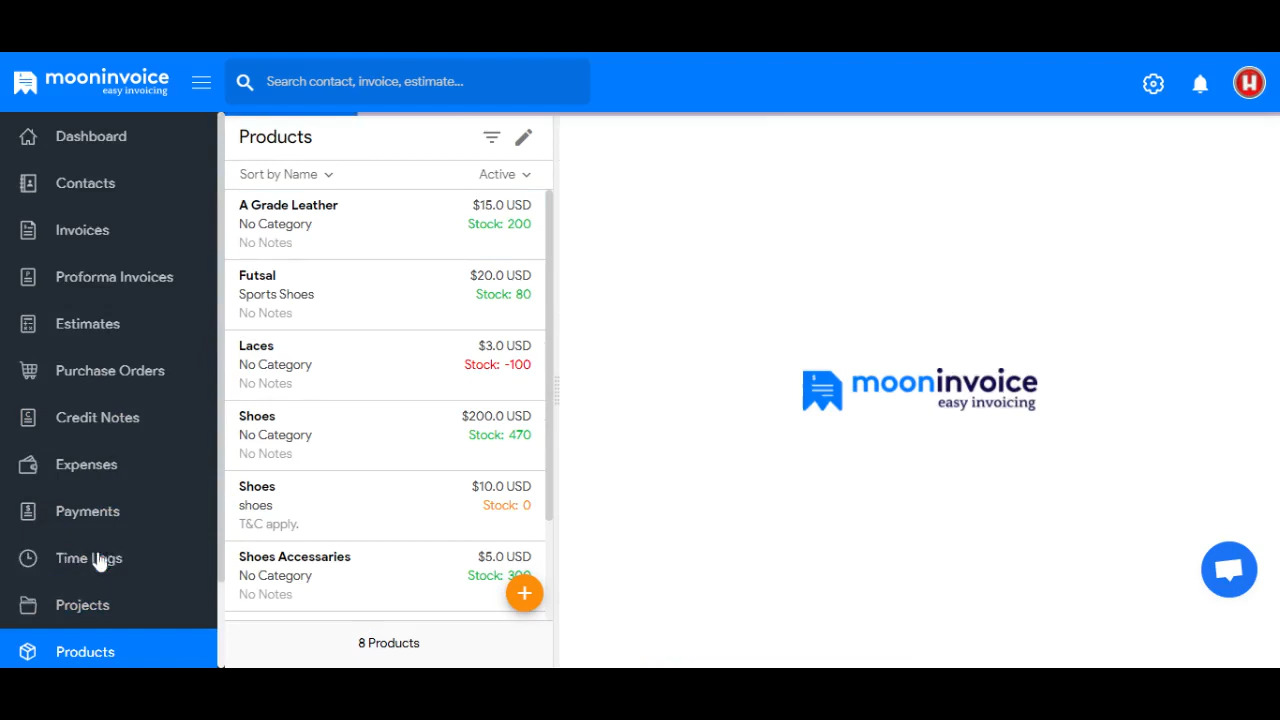 mooninvoice
easy invoicing
Search contact, invoice, estimate...
H
Dashboard
Contacts
Invoices
Proforma Invoices
Estimates
Purchase Orders
Credit Notes
Expenses
Payments
Time Logs
Projects
Products
Products
Sort by Name Active
A Grade Leather $15.0 USD
No Category Stock: 200
No Notes
Futsal $20.0 USD
Sports Shoes Stock: 80
No Notes
Laces $3.0 USD
No Category Stock: -100
No Notes
Shoes $200.0 USD
No Category Stock: 470
No Notes
Shoes $10.0 USD
shoes Stock: 0
T&C apply.
Shoes Accessaries $5.0 USD
No Category Stock: 300
No Notes
8 Products
mooninvoice
easy invoicing